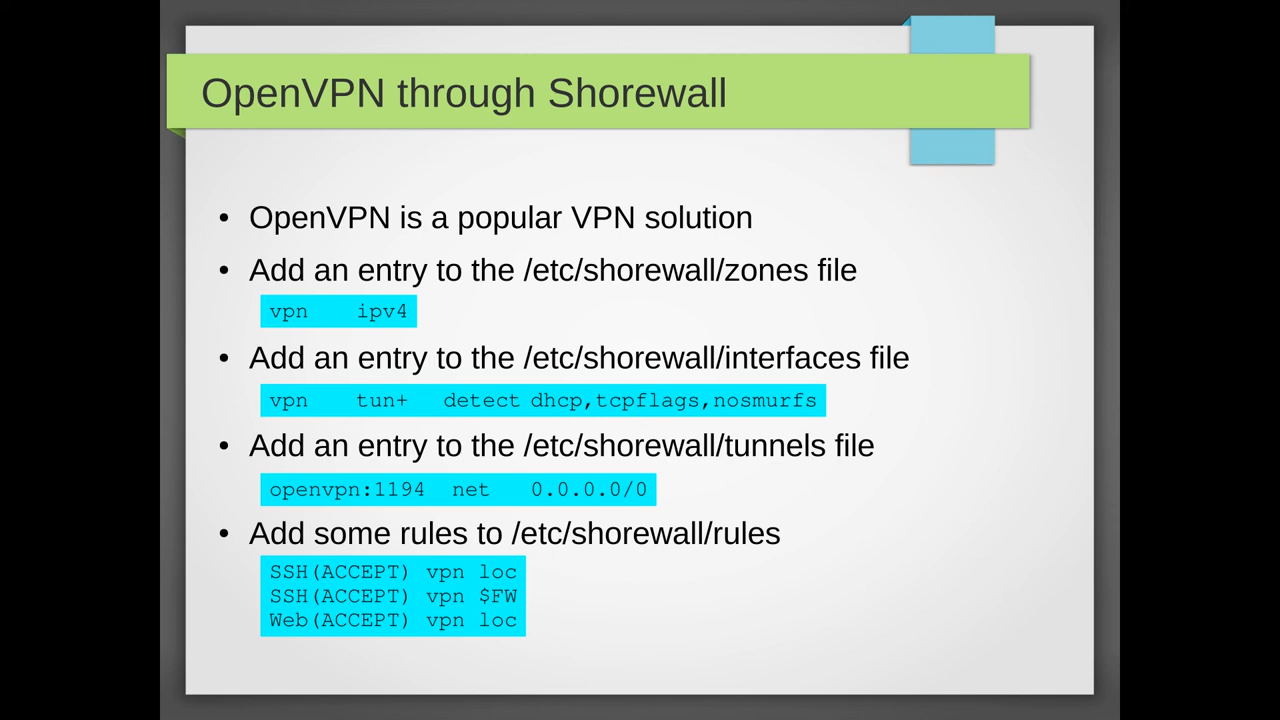 OpenVPN through Shorewall
• OpenVPN is a popular VPN solution
• Add an entry to the /etc/shorewall/zones file
vpn ipv4
• Add an entry to the /etc/shorewall/interfaces file
vpn tun+ detect dhcp,tcpflags,nosmurfs
• Add an entry to the /etc/shorewall/tunnels file
openvpn:1194 net 0.0.0.0/0
• Add some rules to /etc/shorewall/rules
SSH(ACCEPT) vpn loc
SSH(ACCEPT) vpn $FW
Web(ACCEPT) vpn loc